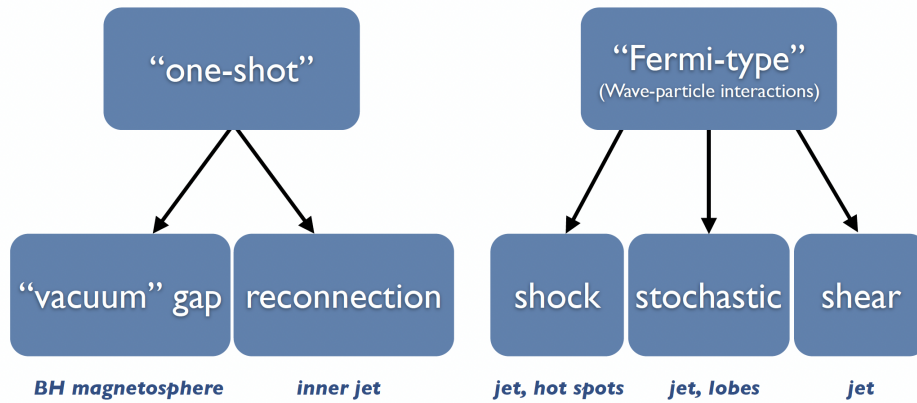 “one-shot”
“Fermi-type”
(Wave-particle interactions)
“vacuum” gap
reconnection
shock
stochastic
shear
BH magnetosphere
inner jet
jet, hot spots
jet, lobes
jet